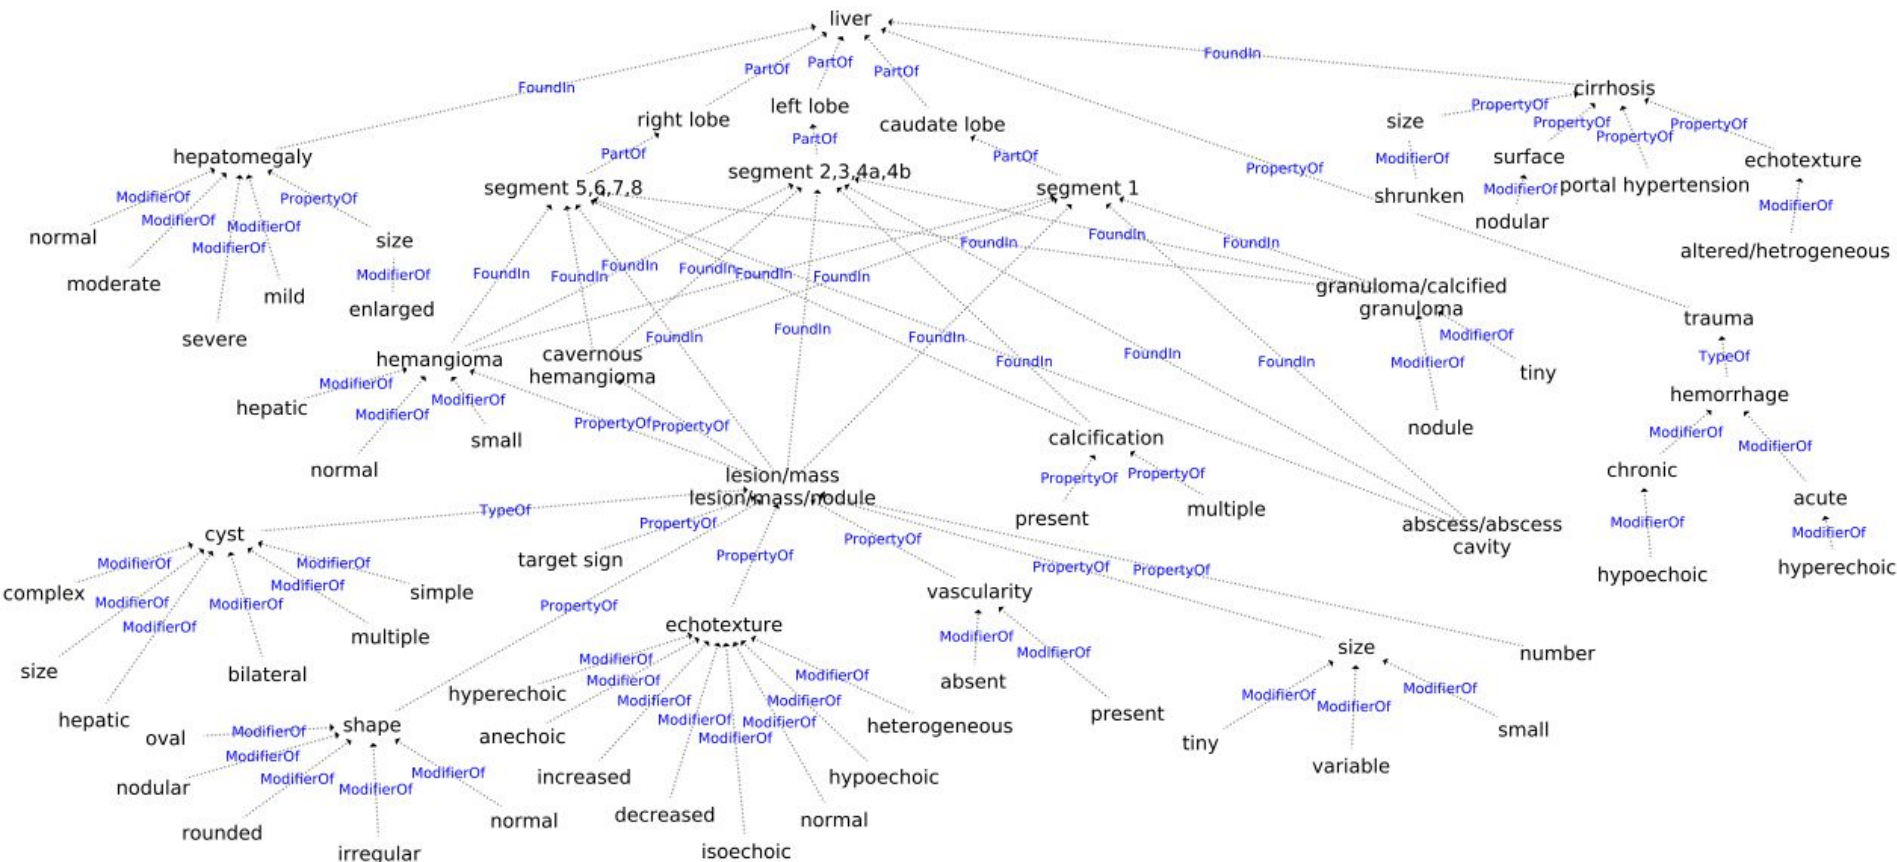 liver
FoundIn
PartOf
PartOf
PartOf
FoundIn
cirrhosis
right lobe
left lobe
caudate lobe
size
PropertyOf
PropertyOf
PropertyOf
PropertyOf
hepatomegaly
PartOf
PartOf
PartOf
PropertyOf
ModifierOf
surface
echotexture
segment 5,6,7,8
segment 2,3,4a,4b
segment 1
shrunken
ModifierOf
portal hypertension
ModifierOf
nodular
altered/hetrogeneous
ModifierOf
ModifierOf
ModifierOf
ModifierOf
PropertyOf
normal
moderate
severe
mild
size
ModifierOf
enlarged
FoundIn
FoundIn
FoundIn
FoundIn
FoundIn
FoundIn
FoundIn
FoundIn
FoundIn
granuloma/calcified
granuloma
trauma
FoundIn
FoundIn
FoundIn
FoundIn
FoundIn
FoundIn
ModifierOf
ModifierOf
TypeOf
tiny
nodule
hemangioma
cavernous
hemangioma
hemorrhage
hepatic
ModifierOf
ModifierOf
ModifierOf
normal
small
PropertyOf
PropertyOf
calcification
ModifierOf
ModifierOf
chronic
acute
lesion/mass
lesion/mass/nodule
PropertyOf
PropertyOf
present
multiple
abscess/abscess
cavity
ModifierOf
ModifierOf
hypoechoic
hyperechoic
cyst
TypeOf
PropertyOf
target sign
PropertyOf
PropertyOf
PropertyOf
PropertyOf
PropertyOf
complex
ModifierOf
ModifierOf
ModifierOf
ModifierOf
ModifierOf
ModifierOf
simple
multiple
size
bilateral
hepatic
vascularity
ModifierOf
ModifierOf
absent
present
echotexture
size
number
ModifierOf
ModifierOf
ModifierOf
tiny
variable
small
hyperechoic
ModifierOf
ModifierOf
ModifierOf
ModifierOf
ModifierOf
ModifierOf
ModifierOf
ModifierOf
heterogeneous
anechoic
increased
decreased
isoechoic
normal
hypoechoic
oval
ModifierOf
shape
nodular
ModifierOf
ModifierOf
ModifierOf
ModifierOf
rounded
irregular
normal